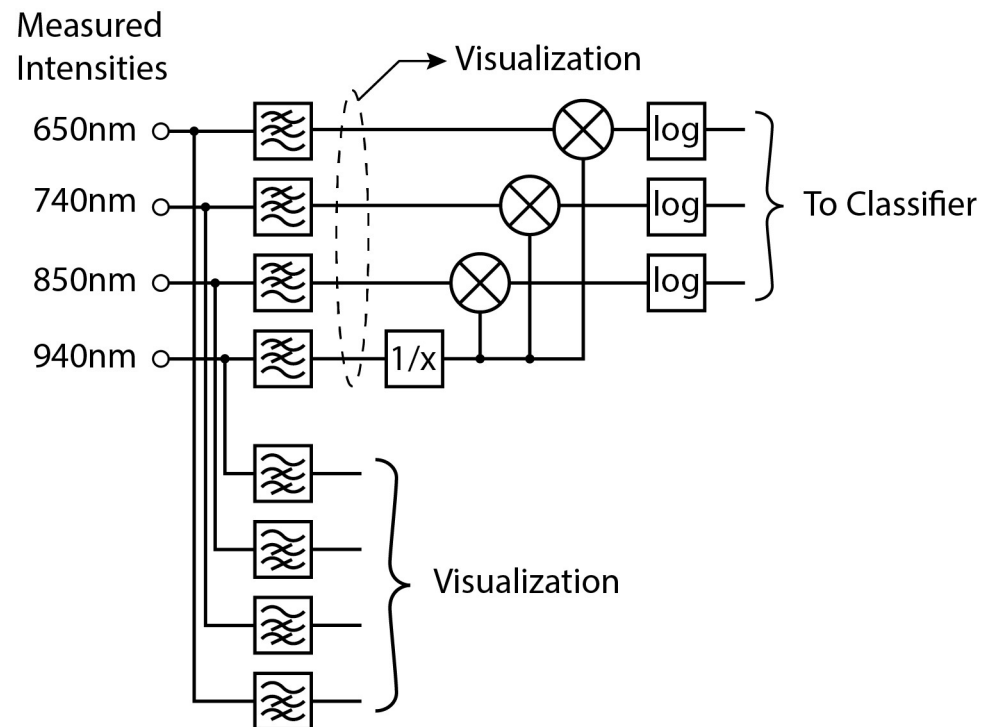 Measured
Intensities
Visualization
650nm
log
740nm
log
To Classifier
850nm
log
940nm
1/x
Visualization